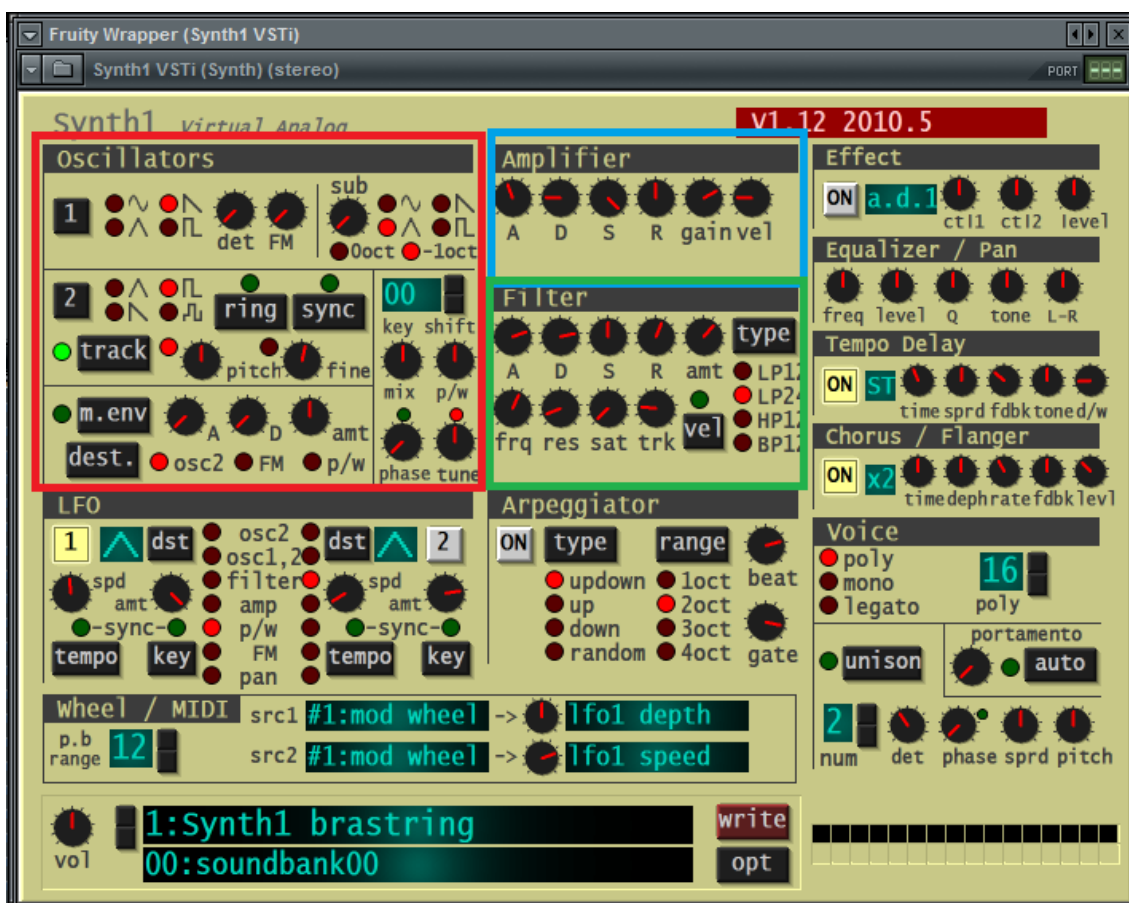 Fruity Wrapper (Synth1 VSTi)
Synth1 VSTi (Synth) (stereo)
PORT
Synth1 Virtual Analog
V1.12 2010.5
Oscillators
1
det FM
sub
0oct -1oct
2
ring sync
00
key shift
track
pitch fine
mix p/w
m.env
A D amt
dest. osc2 FM p/w
phase tune
Amplifier
A D S R gain vel
Filter
type
A D S R amt
LP12
LP24
HP12
BP12
vel
frq res sat trk
Effect
ON a.d.1
ctl1 ctl2 level
Equalizer / Pan
freq level Q tone L-R
Tempo Delay
ON ST
time sprd fdbk tone d/w
Chorus / Flanger
ON x2
time deph rate fdbk levl
LFO
1 dst
osc2
osc1,2
filter
amp
p/w
FM
pan
dst 2
spd
amt
spd
amt
-sync-
-sync-
tempo key
tempo key
Arpeggiator
ON type range
updown
up
down
random
1oct
2oct
3oct
4oct
beat
gate
Voice
poly
mono
legato
16
poly
unison
portamento
auto
2
num det phase sprd pitch
Wheel / MIDI
p.b
range
12
src1 #1:mod wheel -> lfo1 depth
src2 #1:mod wheel -> lfo1 speed
vol
1:Synth1 brastring
00:soundbank00
write
opt